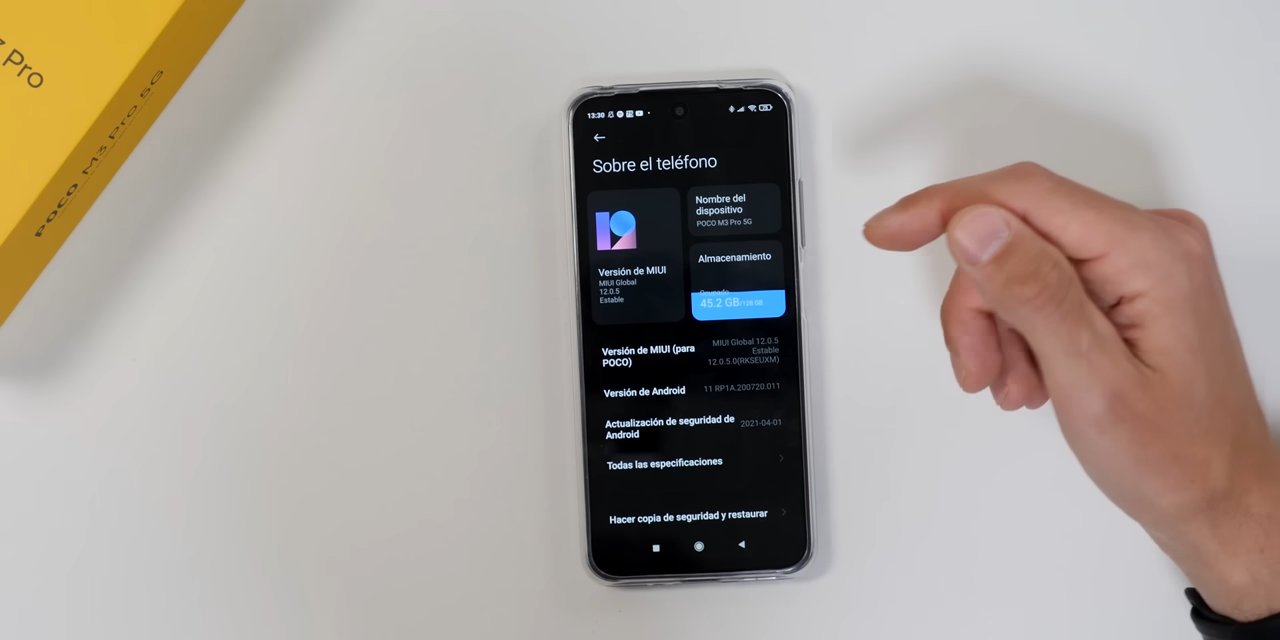 Pro
POCO M3 Pro 5G
13:30
Sobre el teléfono
Versión de MIUI
MIUI Global
12.0.5
Estable
Nombre del
dispositivo
POCO M3 Pro 5G
Almacenamiento
Ocupado
45.2 GB/128 GB
Versión de MIUI (para
POCO)
MIUI Global 12.0.5
Estable
12.0.5.0(RKSEUXM)
Versión de Android
11 RP1A.200720.011
Actualización de seguridad de
Android
2021-04-01
Todas las especificaciones
Hacer copia de seguridad y restaurar